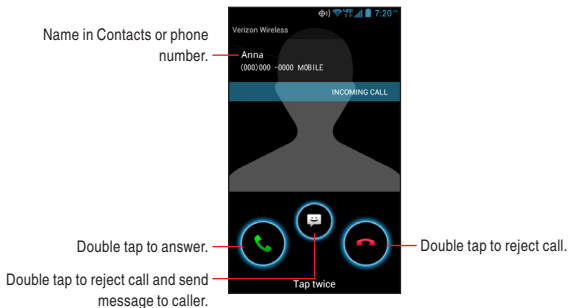 7:20
Verizon Wireless
Name in Contacts or phone
number.
Anna
(000)000 -0000 MOBILE
INCOMING CALL
Double tap to answer.
Double tap to reject call.
Double tap to reject call and send
message to caller.
Tap twice